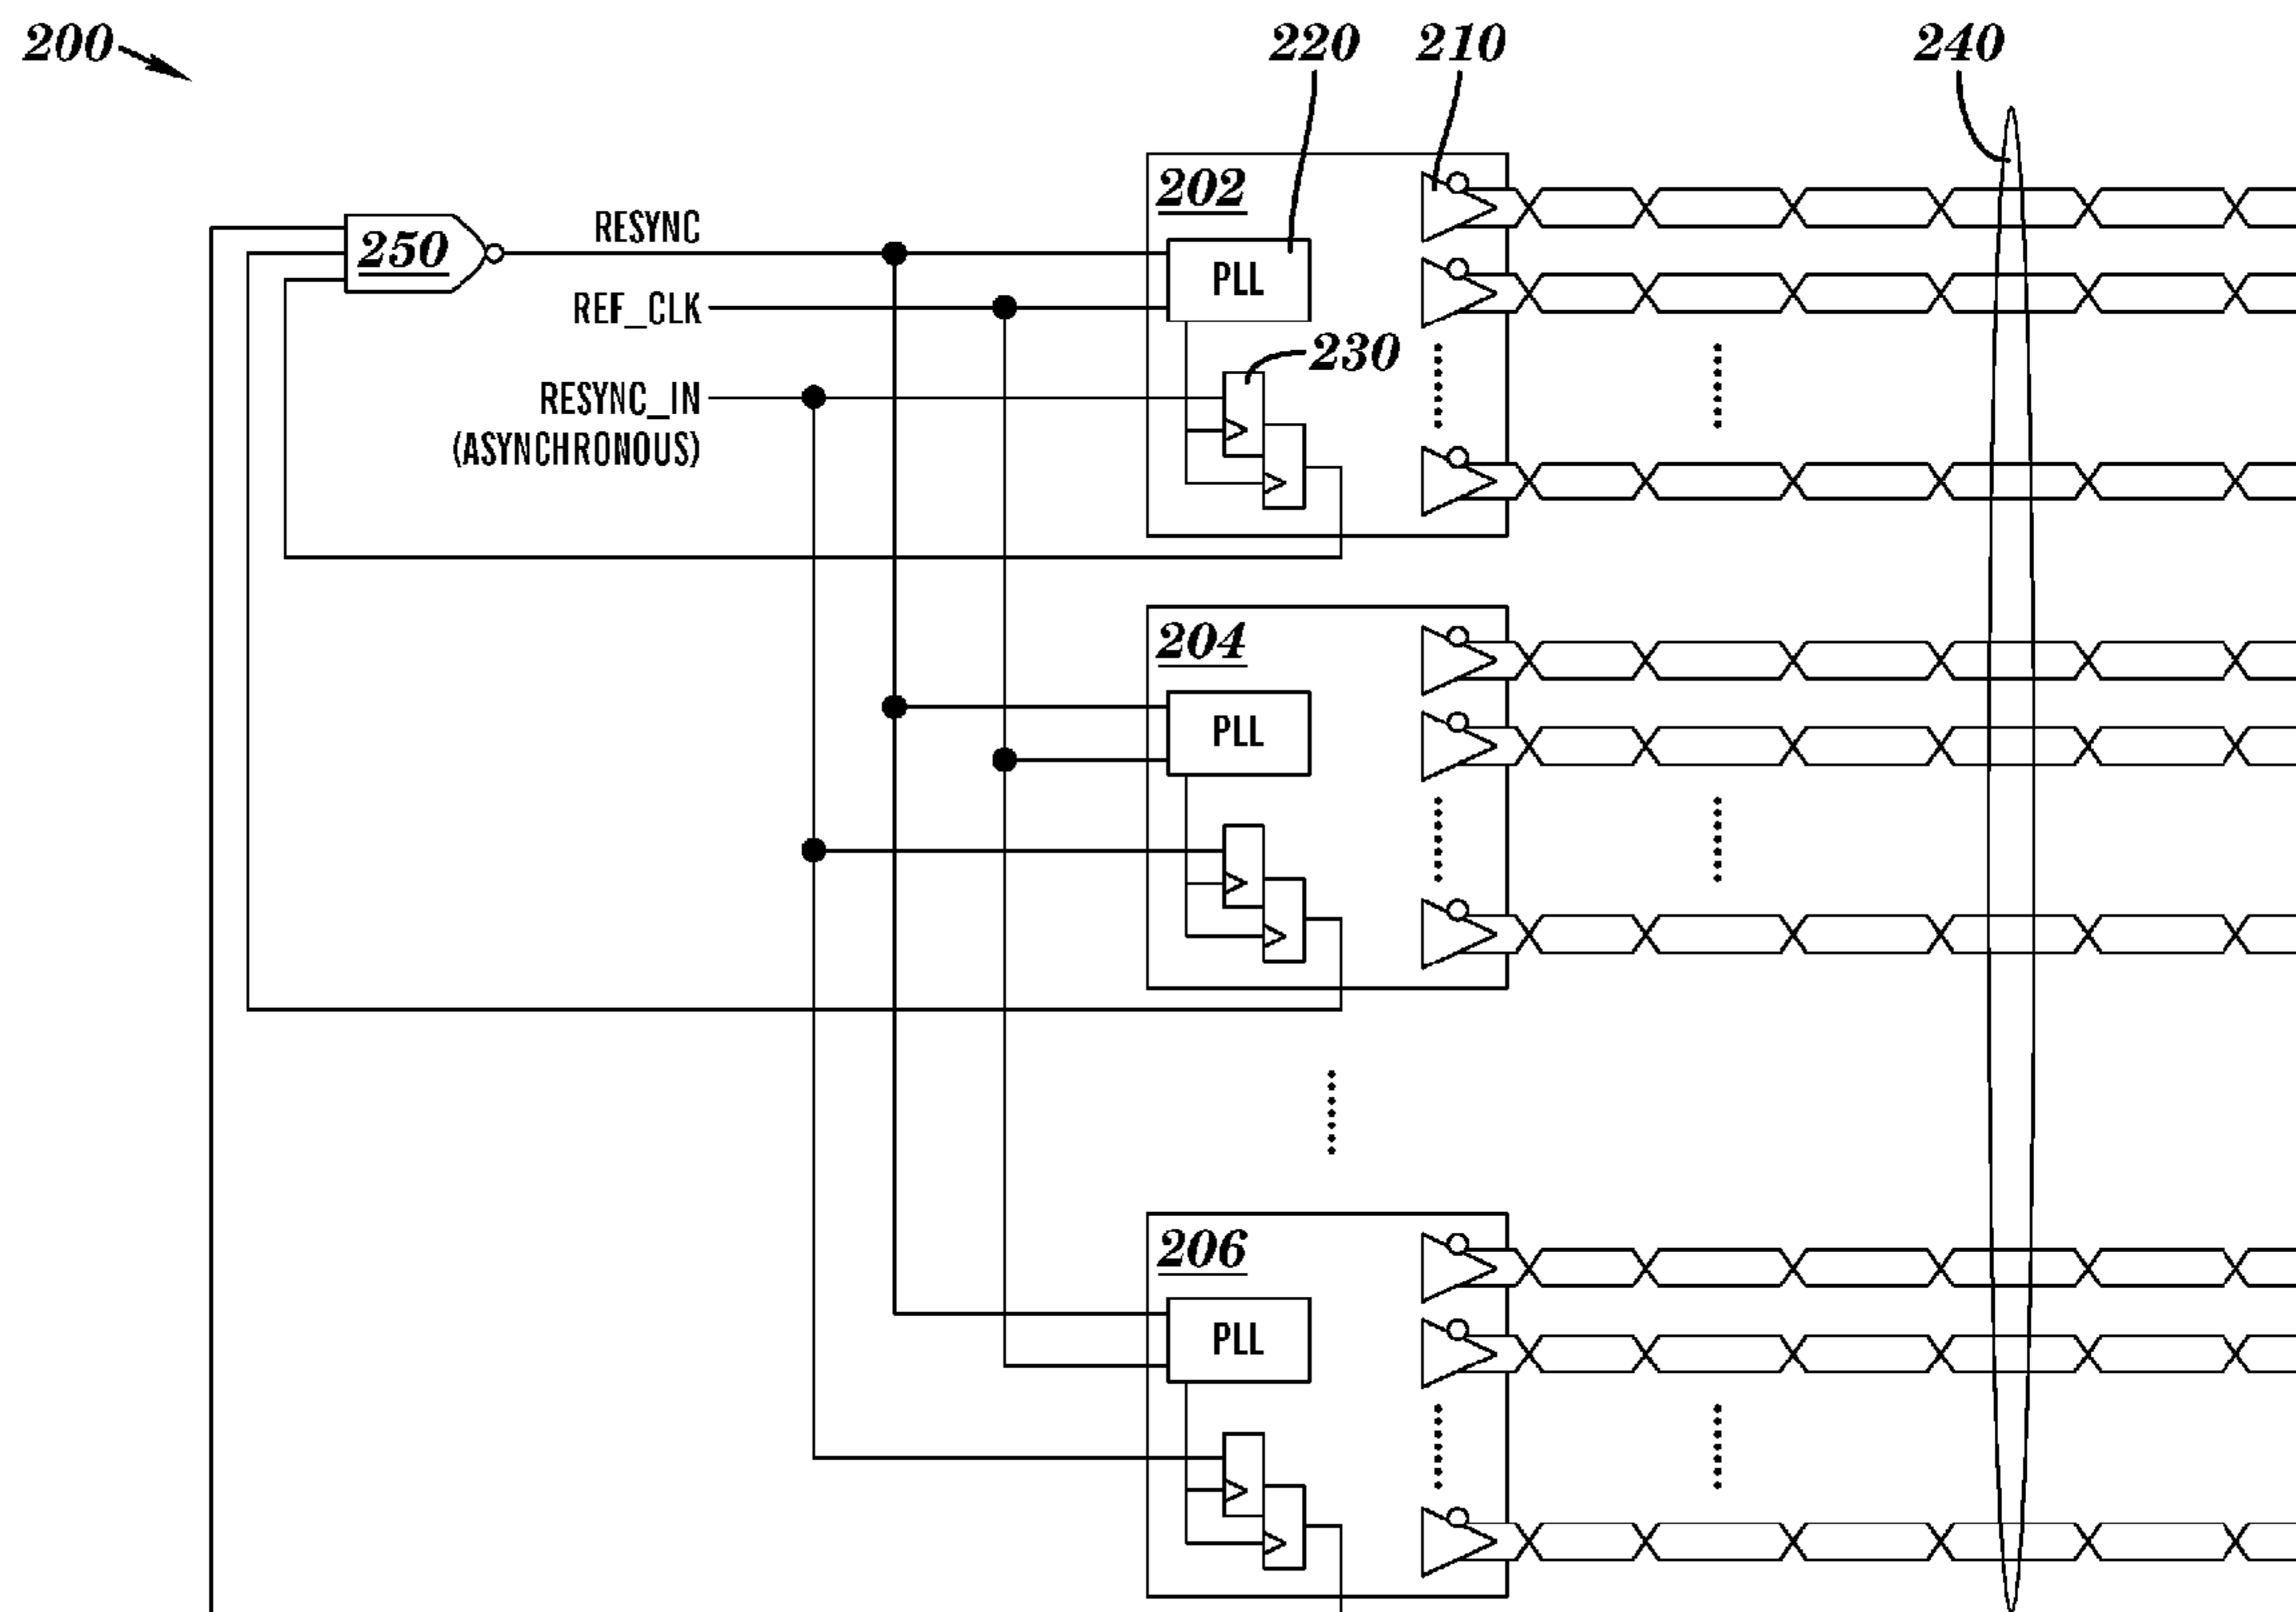 200
220
210
240
202
250
RESYNC
PLL
REF_CLK
230
RESYNC_IN
(ASYNCHRONOUS)
204
PLL
206
PLL